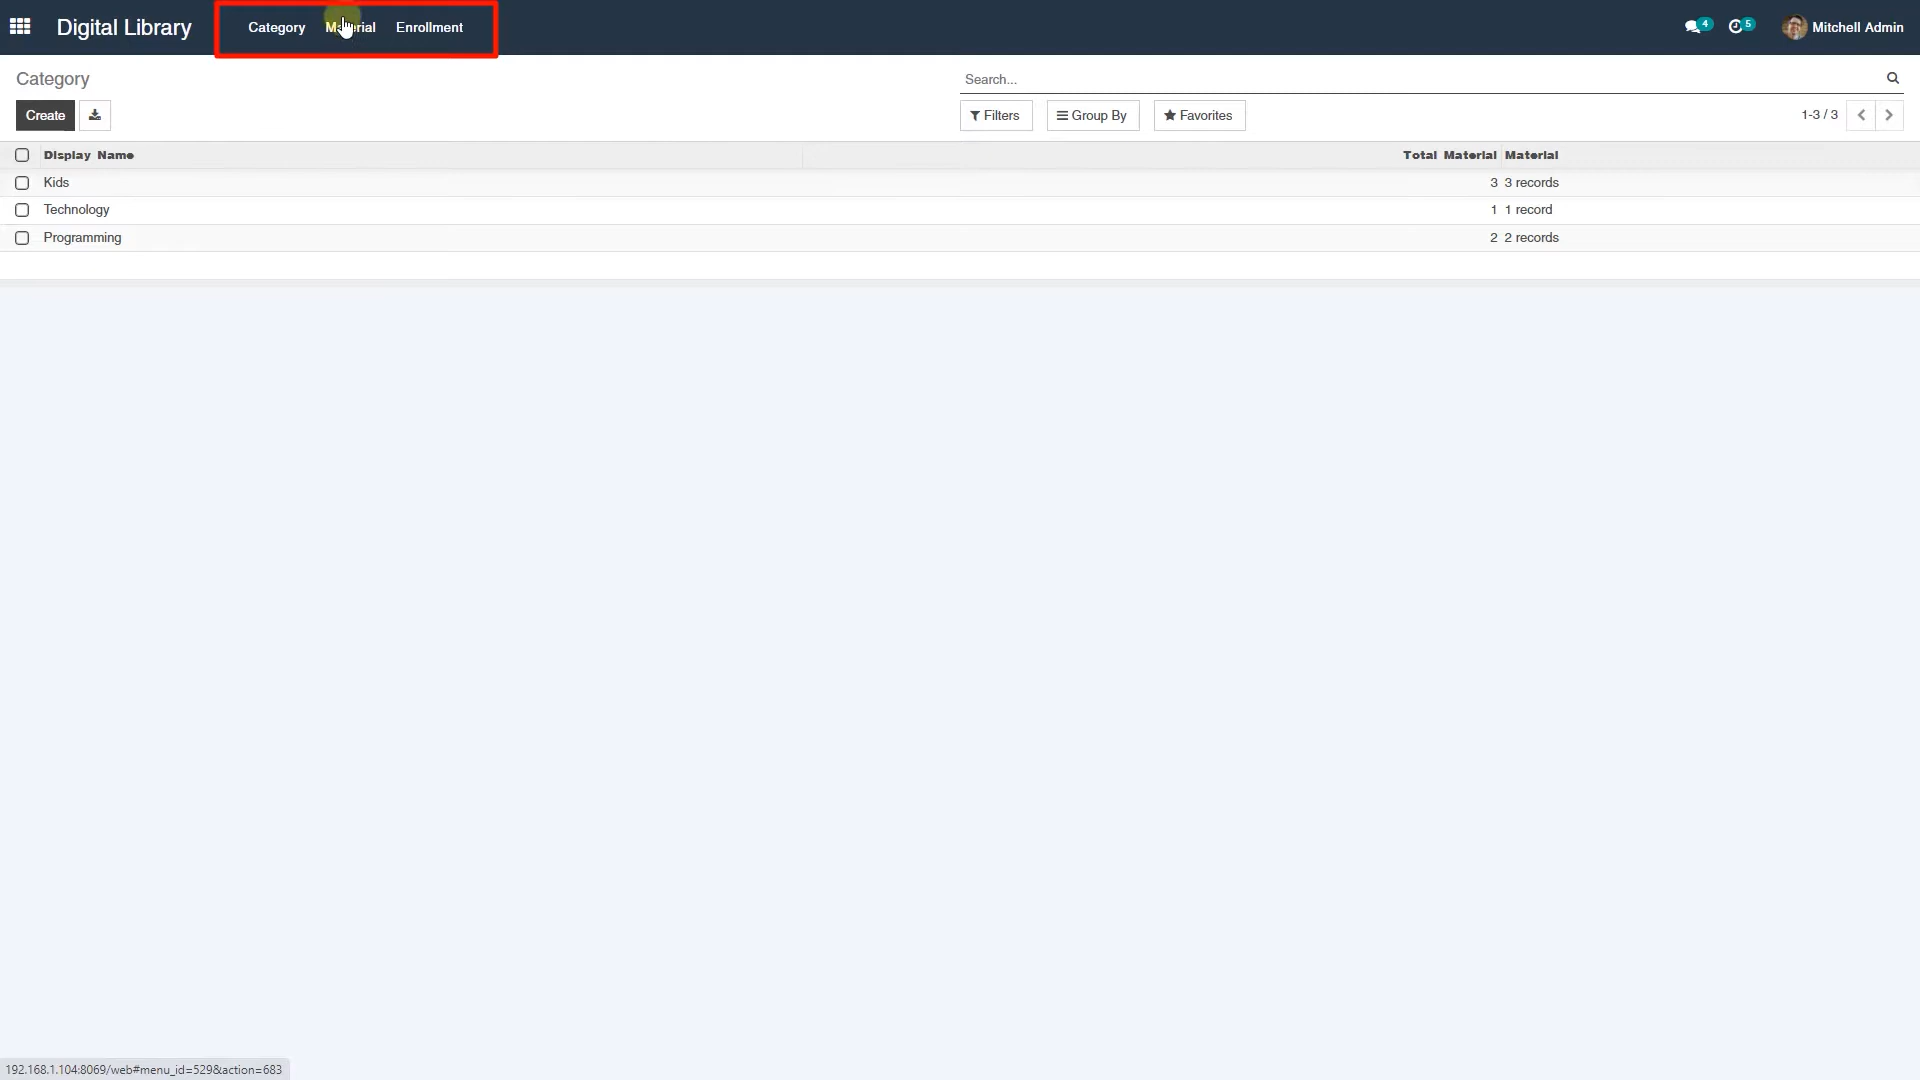 Digital Library Category Material Enrollment 4 5 Mitchell Admin
Category
Search...
Create Filters Group By Favorites 1-3 / 3
Display Name Total Material Material
Kids 3 3 records
Technology 1 1 record
Programming 2 2 records
192.168.1.104:8069/web#menu_id=529&action=683